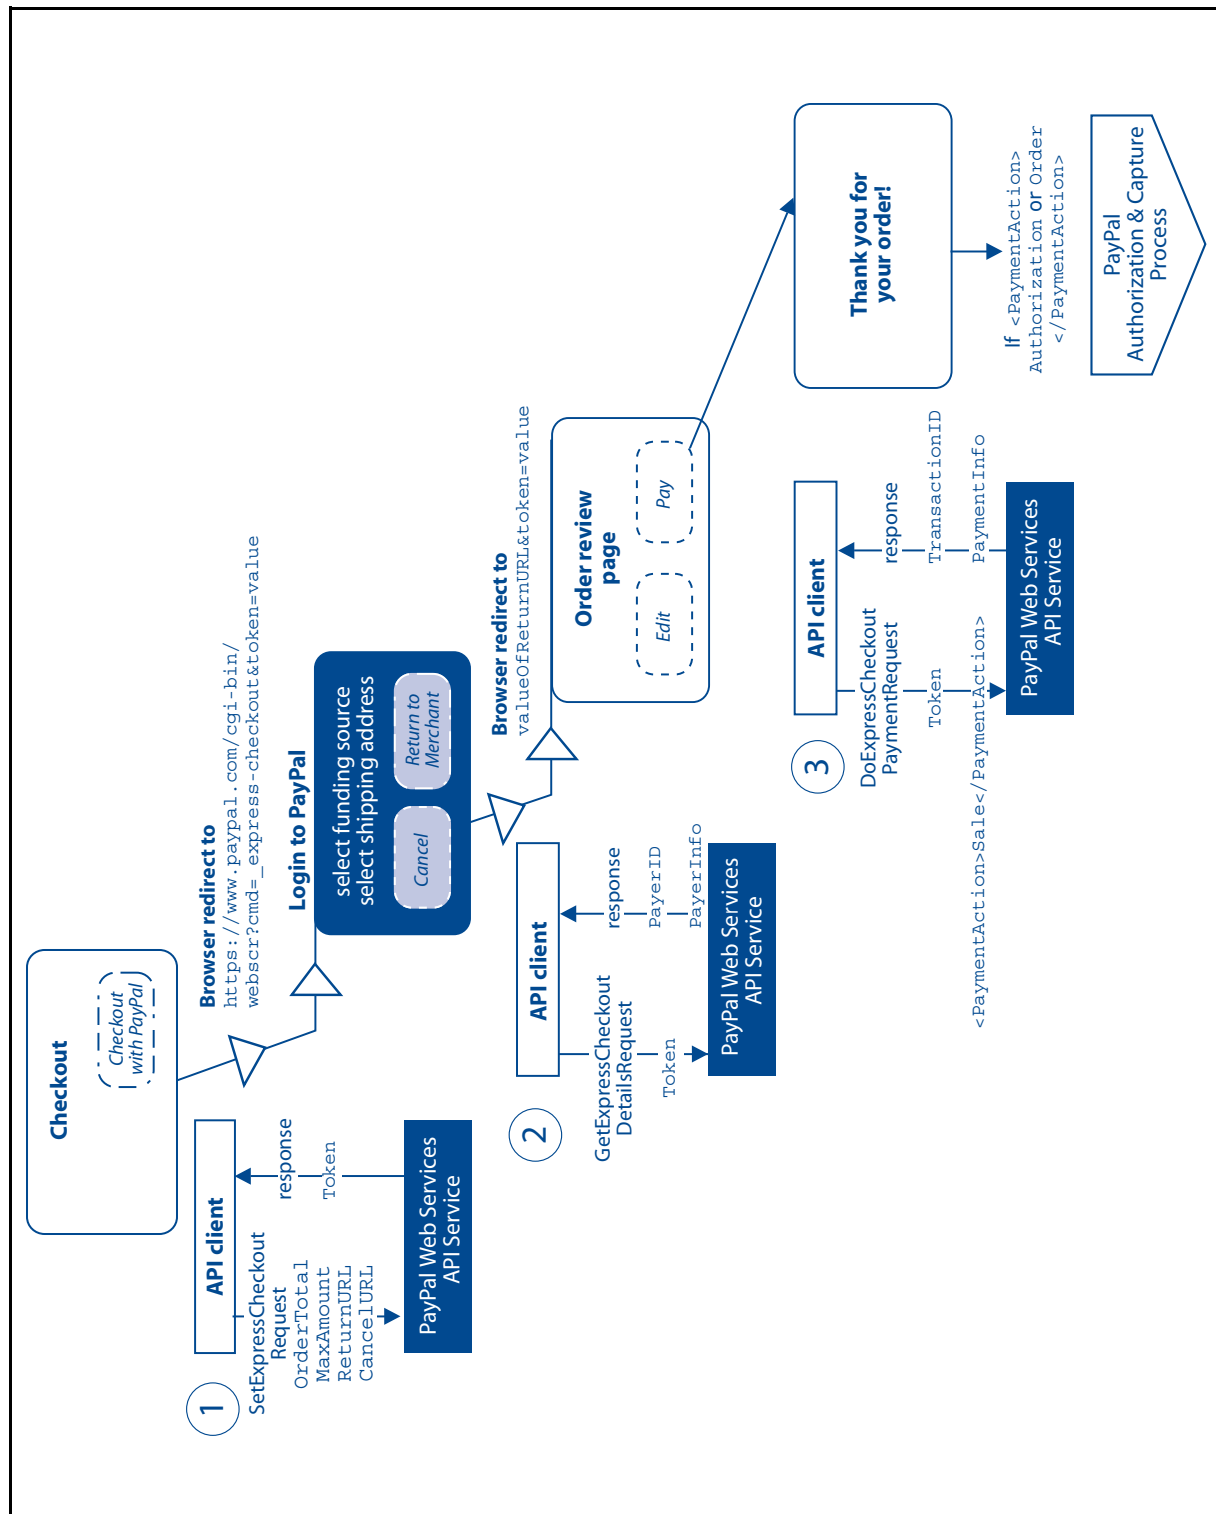 Checkout
Checkout
with PayPal
Browser redirect to
https://www.paypal.com/cgi-bin/
webscr?cmd=_express-checkout&token=value
1
API client
SetExpressCheckout
Request
OrderTotal
MaxAmount
ReturnURL
CancelURL
response
Token
PayPal Web Services
API Service
Login to PayPal
select funding source
select shipping address
Cancel
Return to
Merchant
Browser redirect to
valueOfReturnURL&token=value
2
API client
GetExpressCheckout
DetailsRequest
Token
response
PayerID
PayerInfo
PayPal Web Services
API Service
Order review
page
Edit
Pay
3
API client
DoExpressCheckout
PaymentRequest
Token
<PaymentAction>Sale</PaymentAction>
response
TransactionID
PaymentInfo
PayPal Web Services
API Service
Thank you for
your order!
If <PaymentAction>
Authorization or Order
</PaymentAction>
PayPal
Authorization & Capture
Process